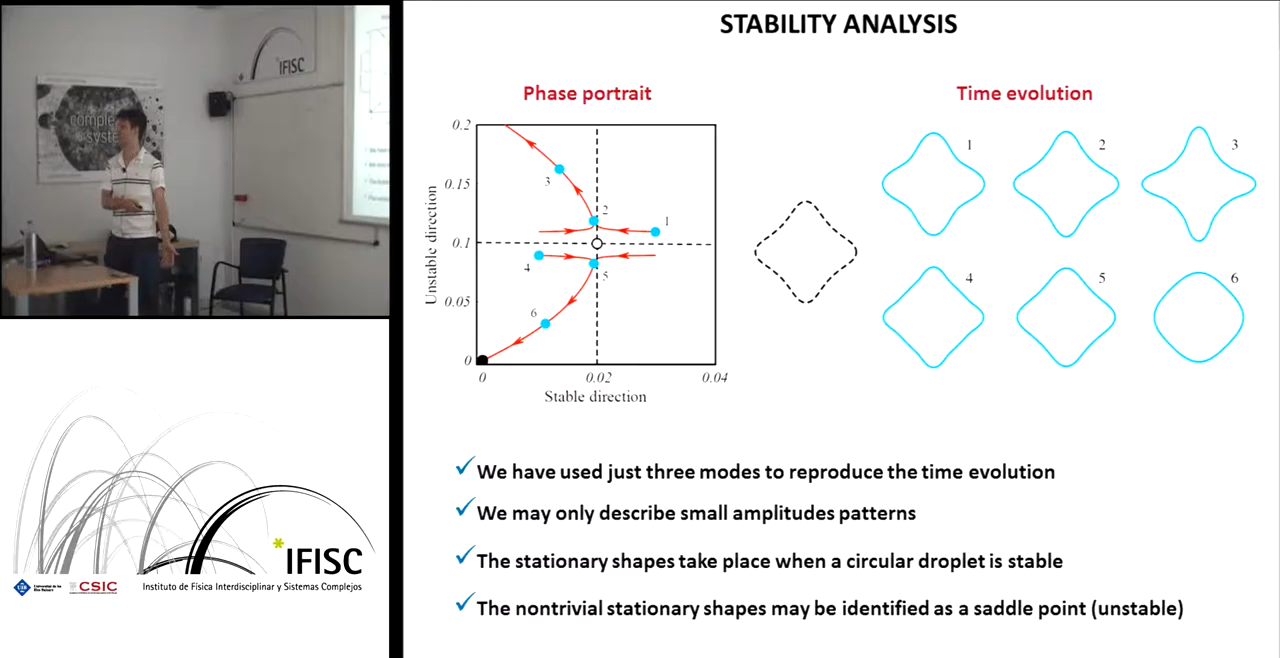 IFISC
comple
syste
STABILITY ANALYSIS
Phase portrait
Time evolution
0.2
0.15
0.1
0.05
0
0
0.02
0.04
Unstable direction
Stable direction
1
2
3
4
5
6
1
2
3
4
5
6
✓We have used just three modes to reproduce the time evolution
✓We may only describe small amplitudes patterns
✓The stationary shapes take place when a circular droplet is stable
✓The nontrivial stationary shapes may be identified as a saddle point (unstable)
IFISC
CSIC
Instituto de Física Interdisciplinar y Sistemas Complejos